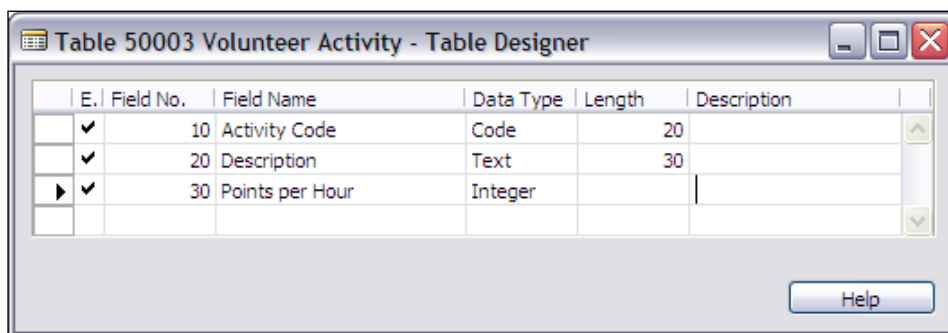 Table 50003 Volunteer Activity - Table Designer
E. Field No. Field Name Data Type Length Description
10 Activity Code Code 20
20 Description Text 30
30 Points per Hour Integer
Help